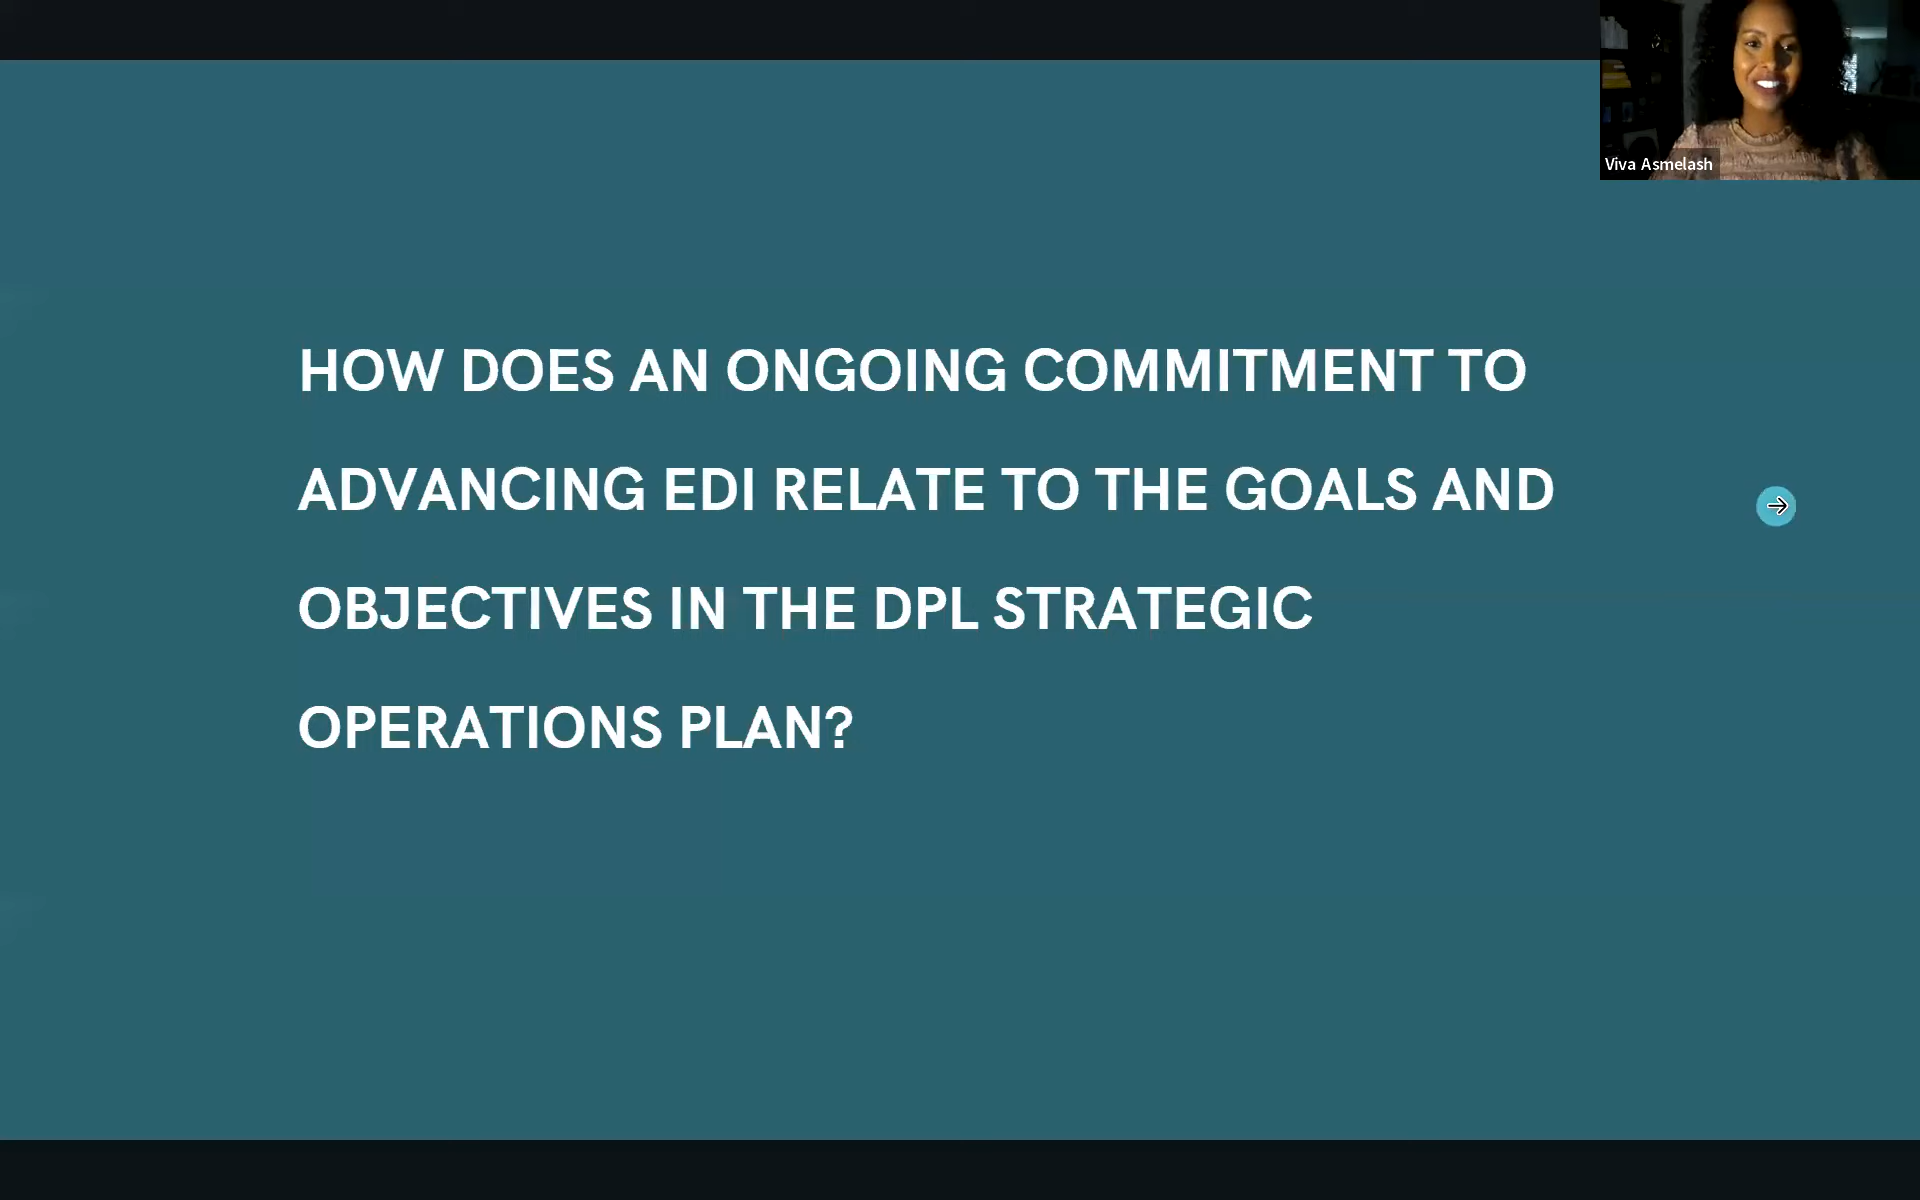 Viva Asmelash
HOW DOES AN ONGOING COMMITMENT TO
ADVANCING EDI RELATE TO THE GOALS AND
OBJECTIVES IN THE DPL STRATEGIC
OPERATIONS PLAN?